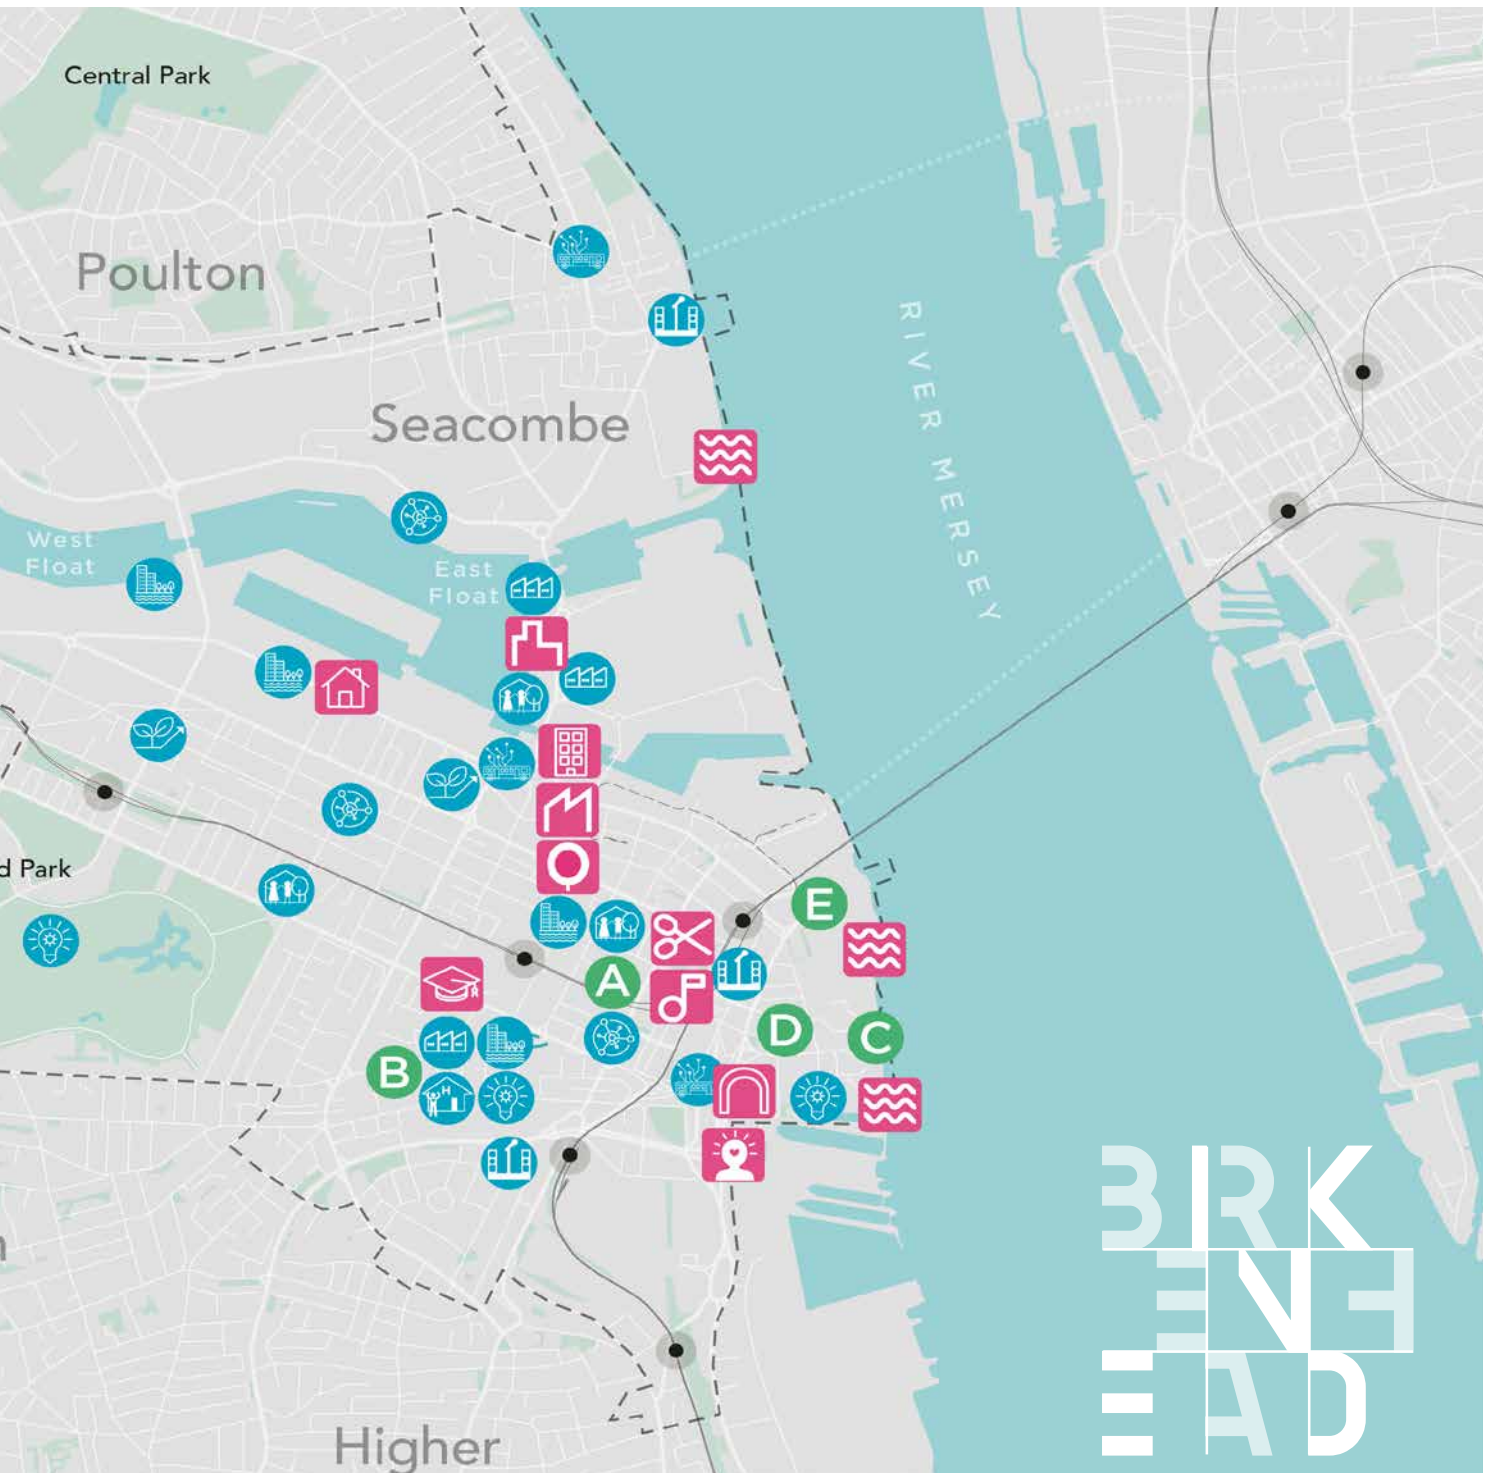 Central Park
Poulton
Seacombe
RIVER MERSEY
West
Float
East
Float
d Park
E
A
D
C
B
H
BIRK
ENH
EAD
Higher